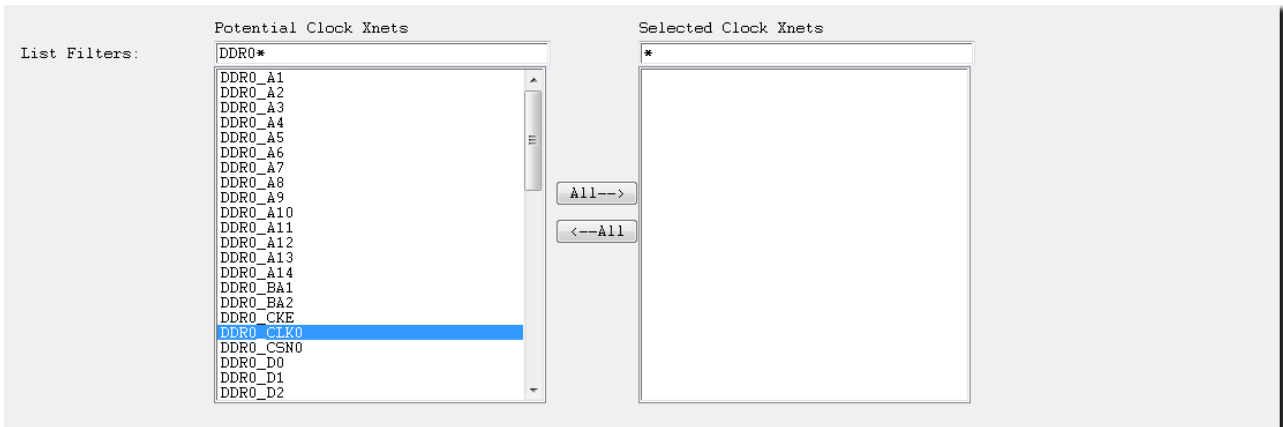 Potential Clock Xnets
Selected Clock Xnets
List Filters:
DDR0*
*
DDR0_A1
DDR0_A2
DDR0_A3
DDR0_A4
DDR0_A5
DDR0_A6
DDR0_A7
DDR0_A8
DDR0_A9
DDR0_A10
DDR0_A11
DDR0_A12
DDR0_A13
DDR0_A14
DDR0_BA1
DDR0_BA2
DDR0_CKE
DDR0_CLK0
DDR0_CSN0
DDR0_D0
DDR0_D1
DDR0_D2
All-->
<--All